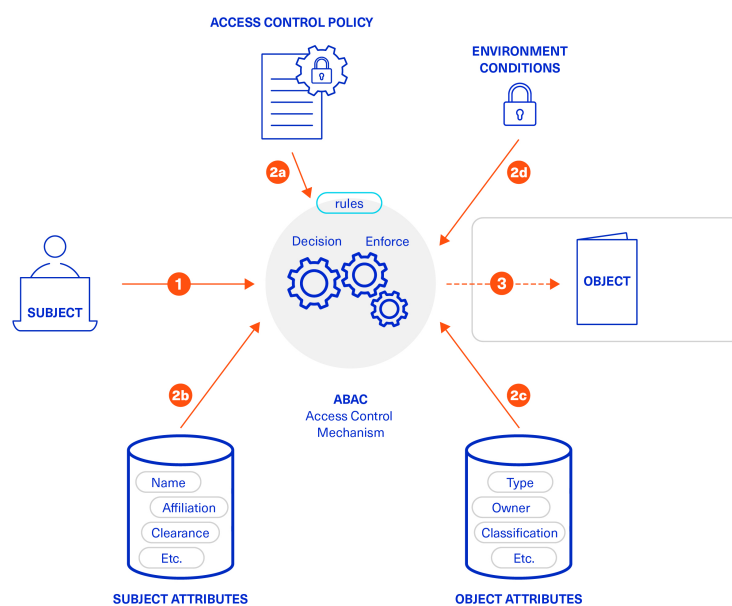 ACCESS CONTROL POLICY
ENVIRONMENT
CONDITIONS
2a
2d
rules
Decision
Enforce
SUBJECT
1
3
OBJECT
2b
2c
ABAC
Access Control
Mechanism
Name
Affiliation
Clearance
Etc.
Type
Owner
Classification
Etc.
SUBJECT ATTRIBUTES
OBJECT ATTRIBUTES